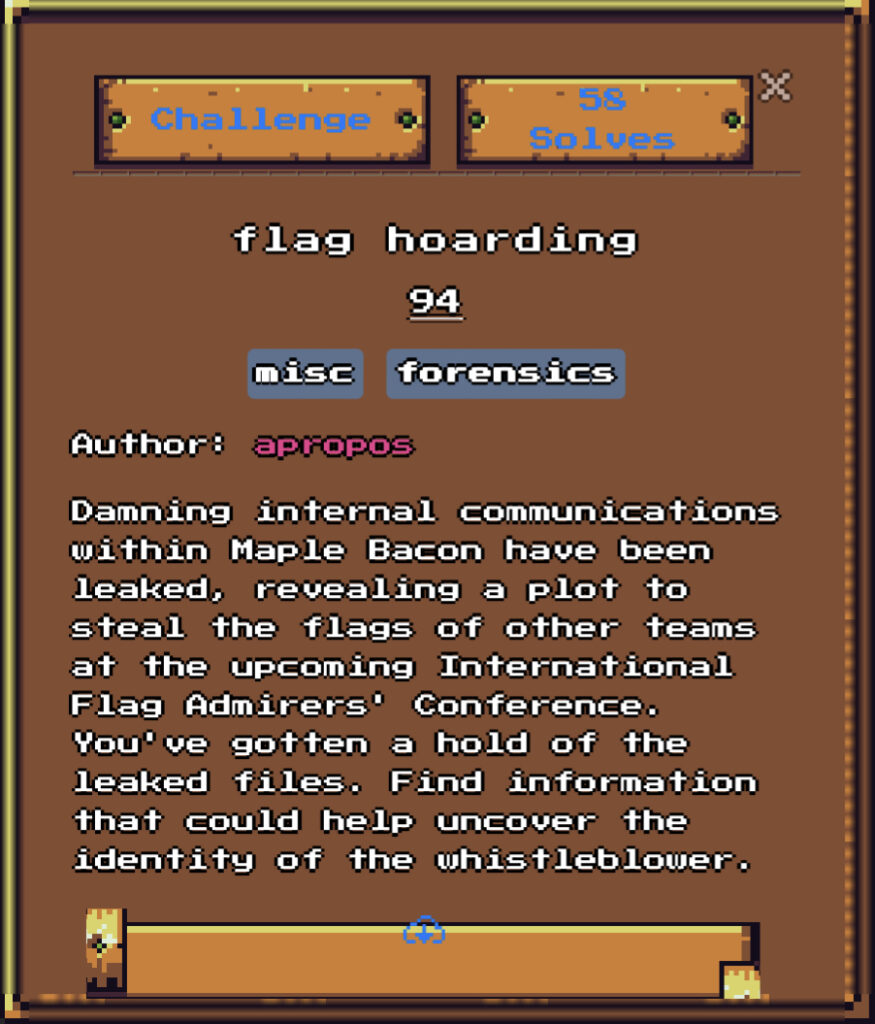 Challenge
58
Solves
flag hoarding
94
misc forensics
Author: apropos
Damning internal communications
within Maple Bacon have been
leaked, revealing a plot to
steal the flags of other teams
at the upcoming International
Flag Admirers' Conference.
You've gotten a hold of the
leaked files. Find information
that could help uncover the
identity of the whistleblower.